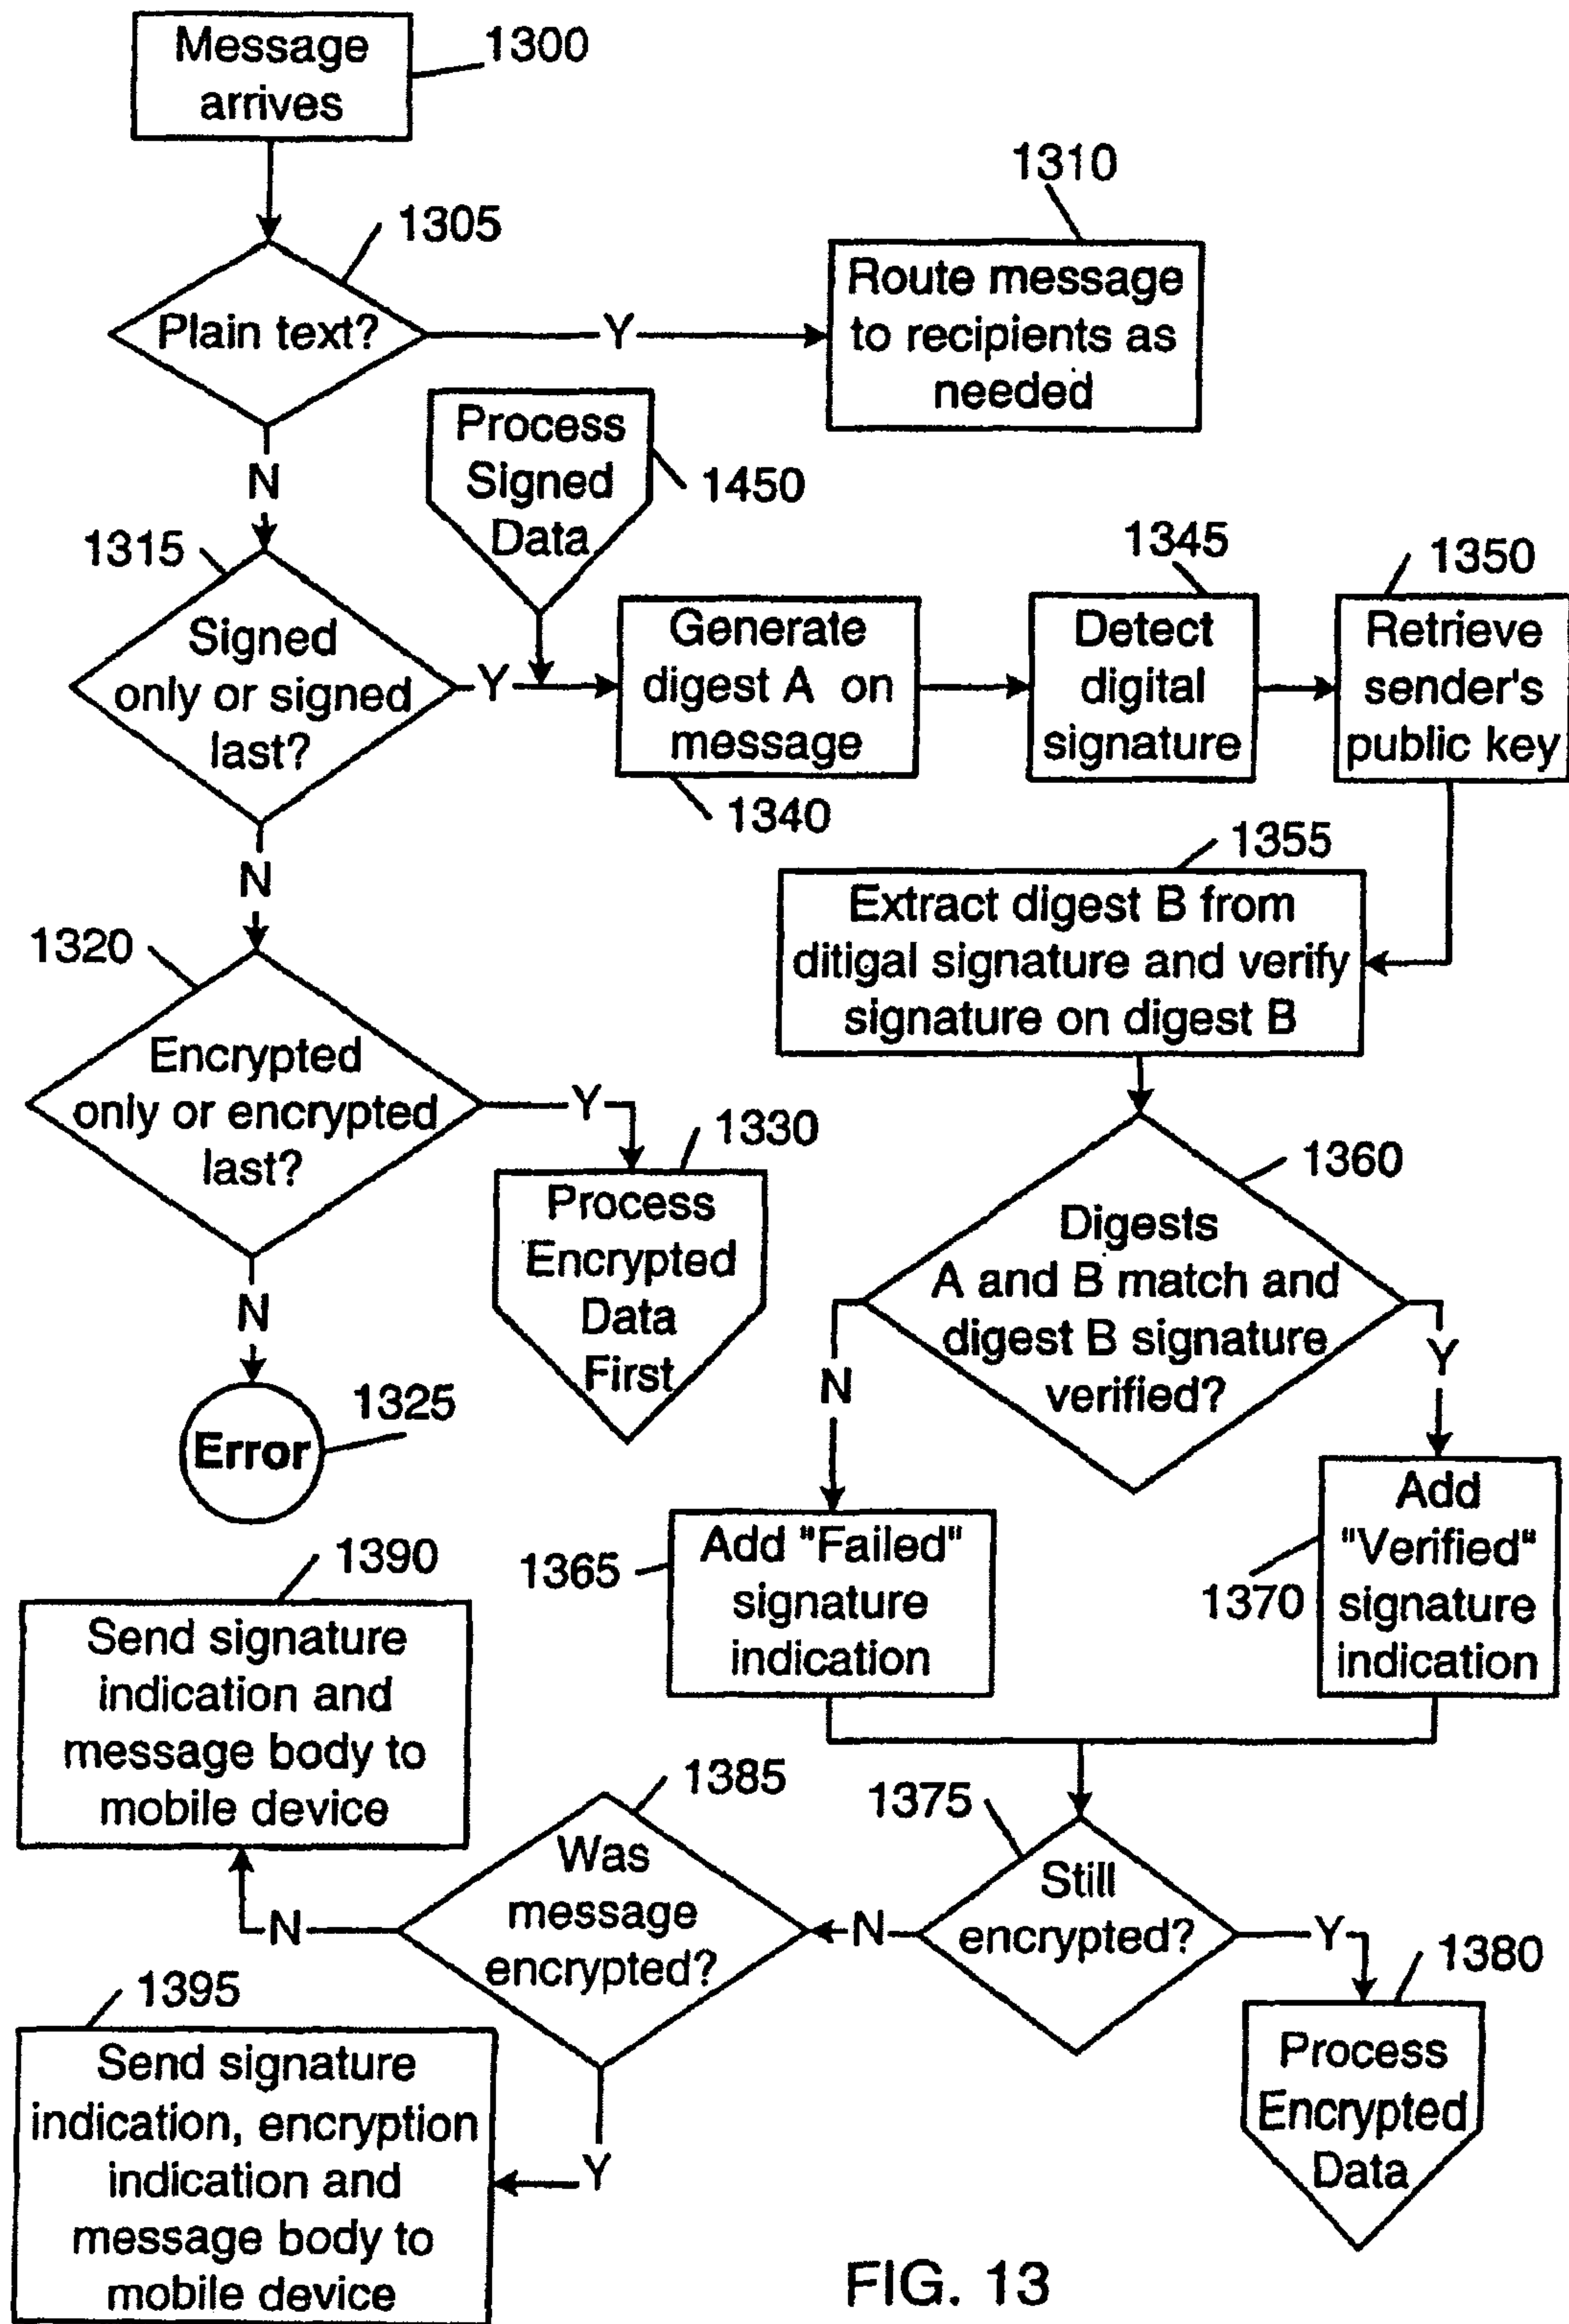 Message
arrives
1300
1305
Plain text?
Y
1310
Route message
to recipients as
needed
N
Process
Signed
Data
1450
1315
Signed
only or signed
last?
Y
Generate
digest A on
message
1340
1345
Detect
digital
signature
1350
Retrieve
sender's
public key
N
1355
Extract digest B from
ditigal signature and verify
signature on digest B
1320
Encrypted
only or encrypted
last?
Y
1330
Process
Encrypted
Data
First
1360
Digests
A and B match and
digest B signature
verified?
N
Y
N
Error
1325
1365
Add "Failed"
signature
indication
1370
Add
"Verified"
signature
indication
1390
Send signature
indication and
message body to
mobile device
1385
Was
message
encrypted?
1375
Still
encrypted?
N
N
Y
1380
Process
Encrypted
Data
1395
Send signature
indication, encryption
indication and
message body to
mobile device
Y
FIG. 13